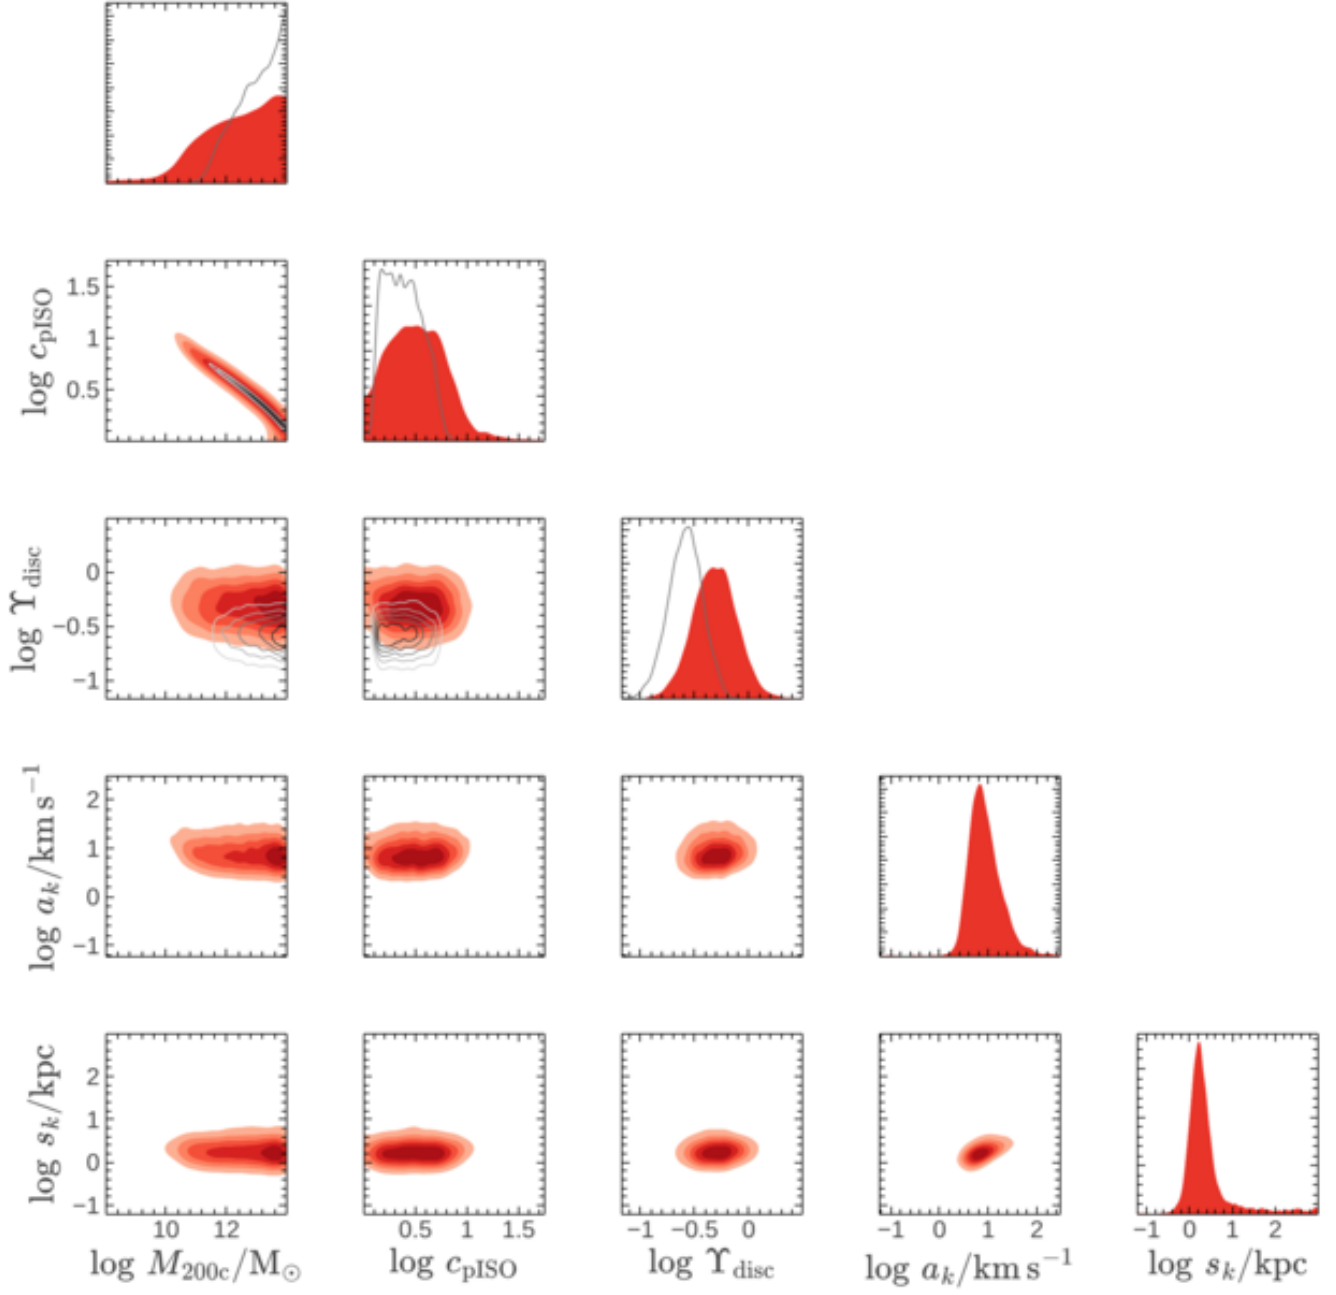 log c_pISO
1.5
1
0.5
log ϒ_disc
0
−0.5
−1
log a_k/km s⁻¹
2
1
0
−1
log s_k/kpc
2
1
0
−1
10 12
0.5 1 1.5
−1 −0.5 0
−1 0 1 2
−1 0 1 2
log M_200c/M_⊙
log c_pISO
log ϒ_disc
log a_k/km s⁻¹
log s_k/kpc